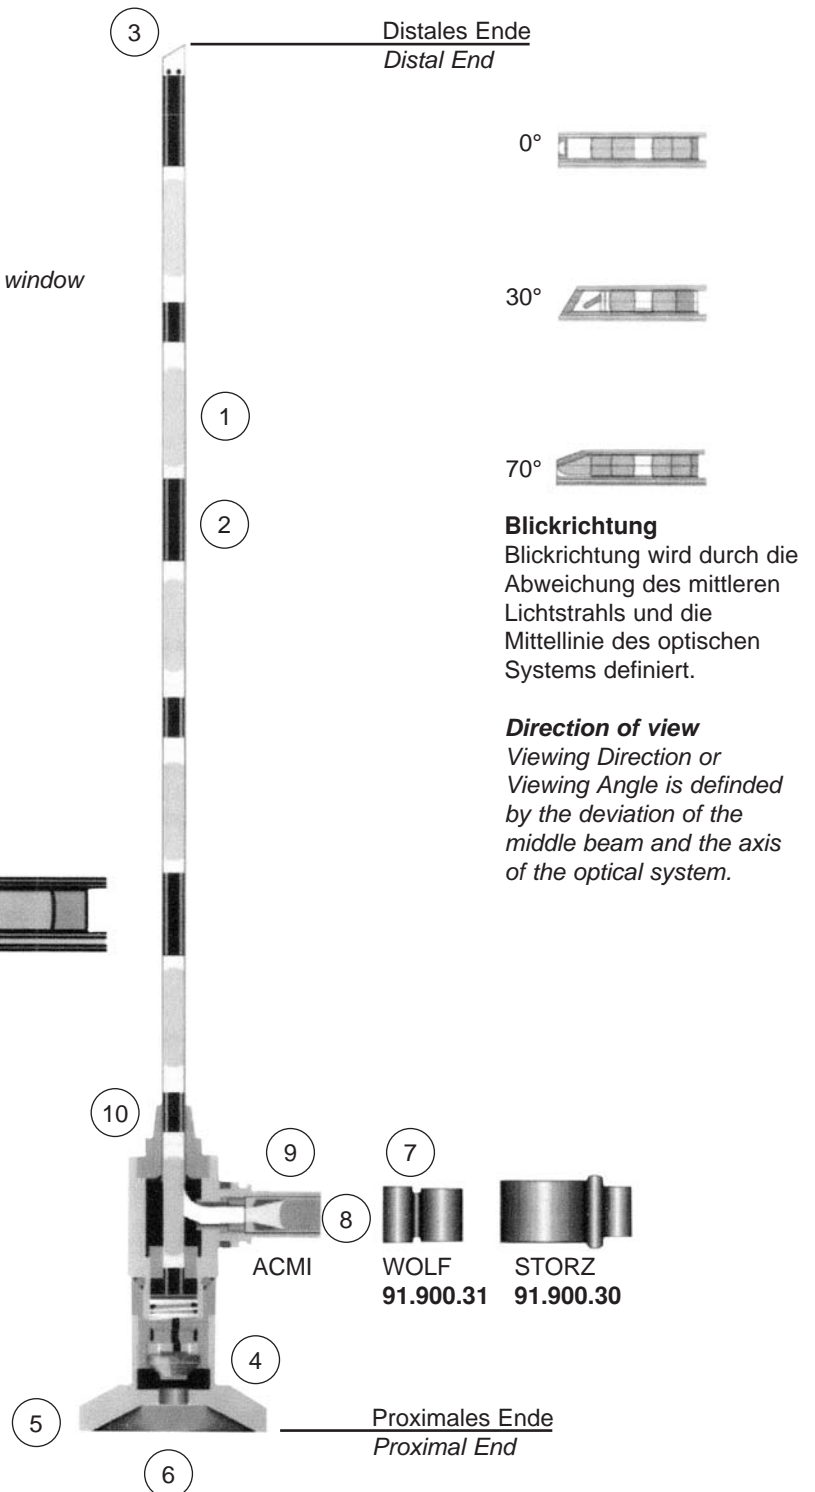 3
Distales Ende
Distal End
0°
window
30°
1
70°
2
Blickrichtung
Blickrichtung wird durch die
Abweichung des mittleren
Lichtstrahls und die
Mittellinie des optischen
Systems definiert.
Direction of view
Viewing Direction or
Viewing Angle is definded
by the deviation of the
middle beam and the axis
of the optical system.
10
9
7
8
ACMI
WOLF
91.900.31
STORZ
91.900.30
4
5
Proximales Ende
Proximal End
6